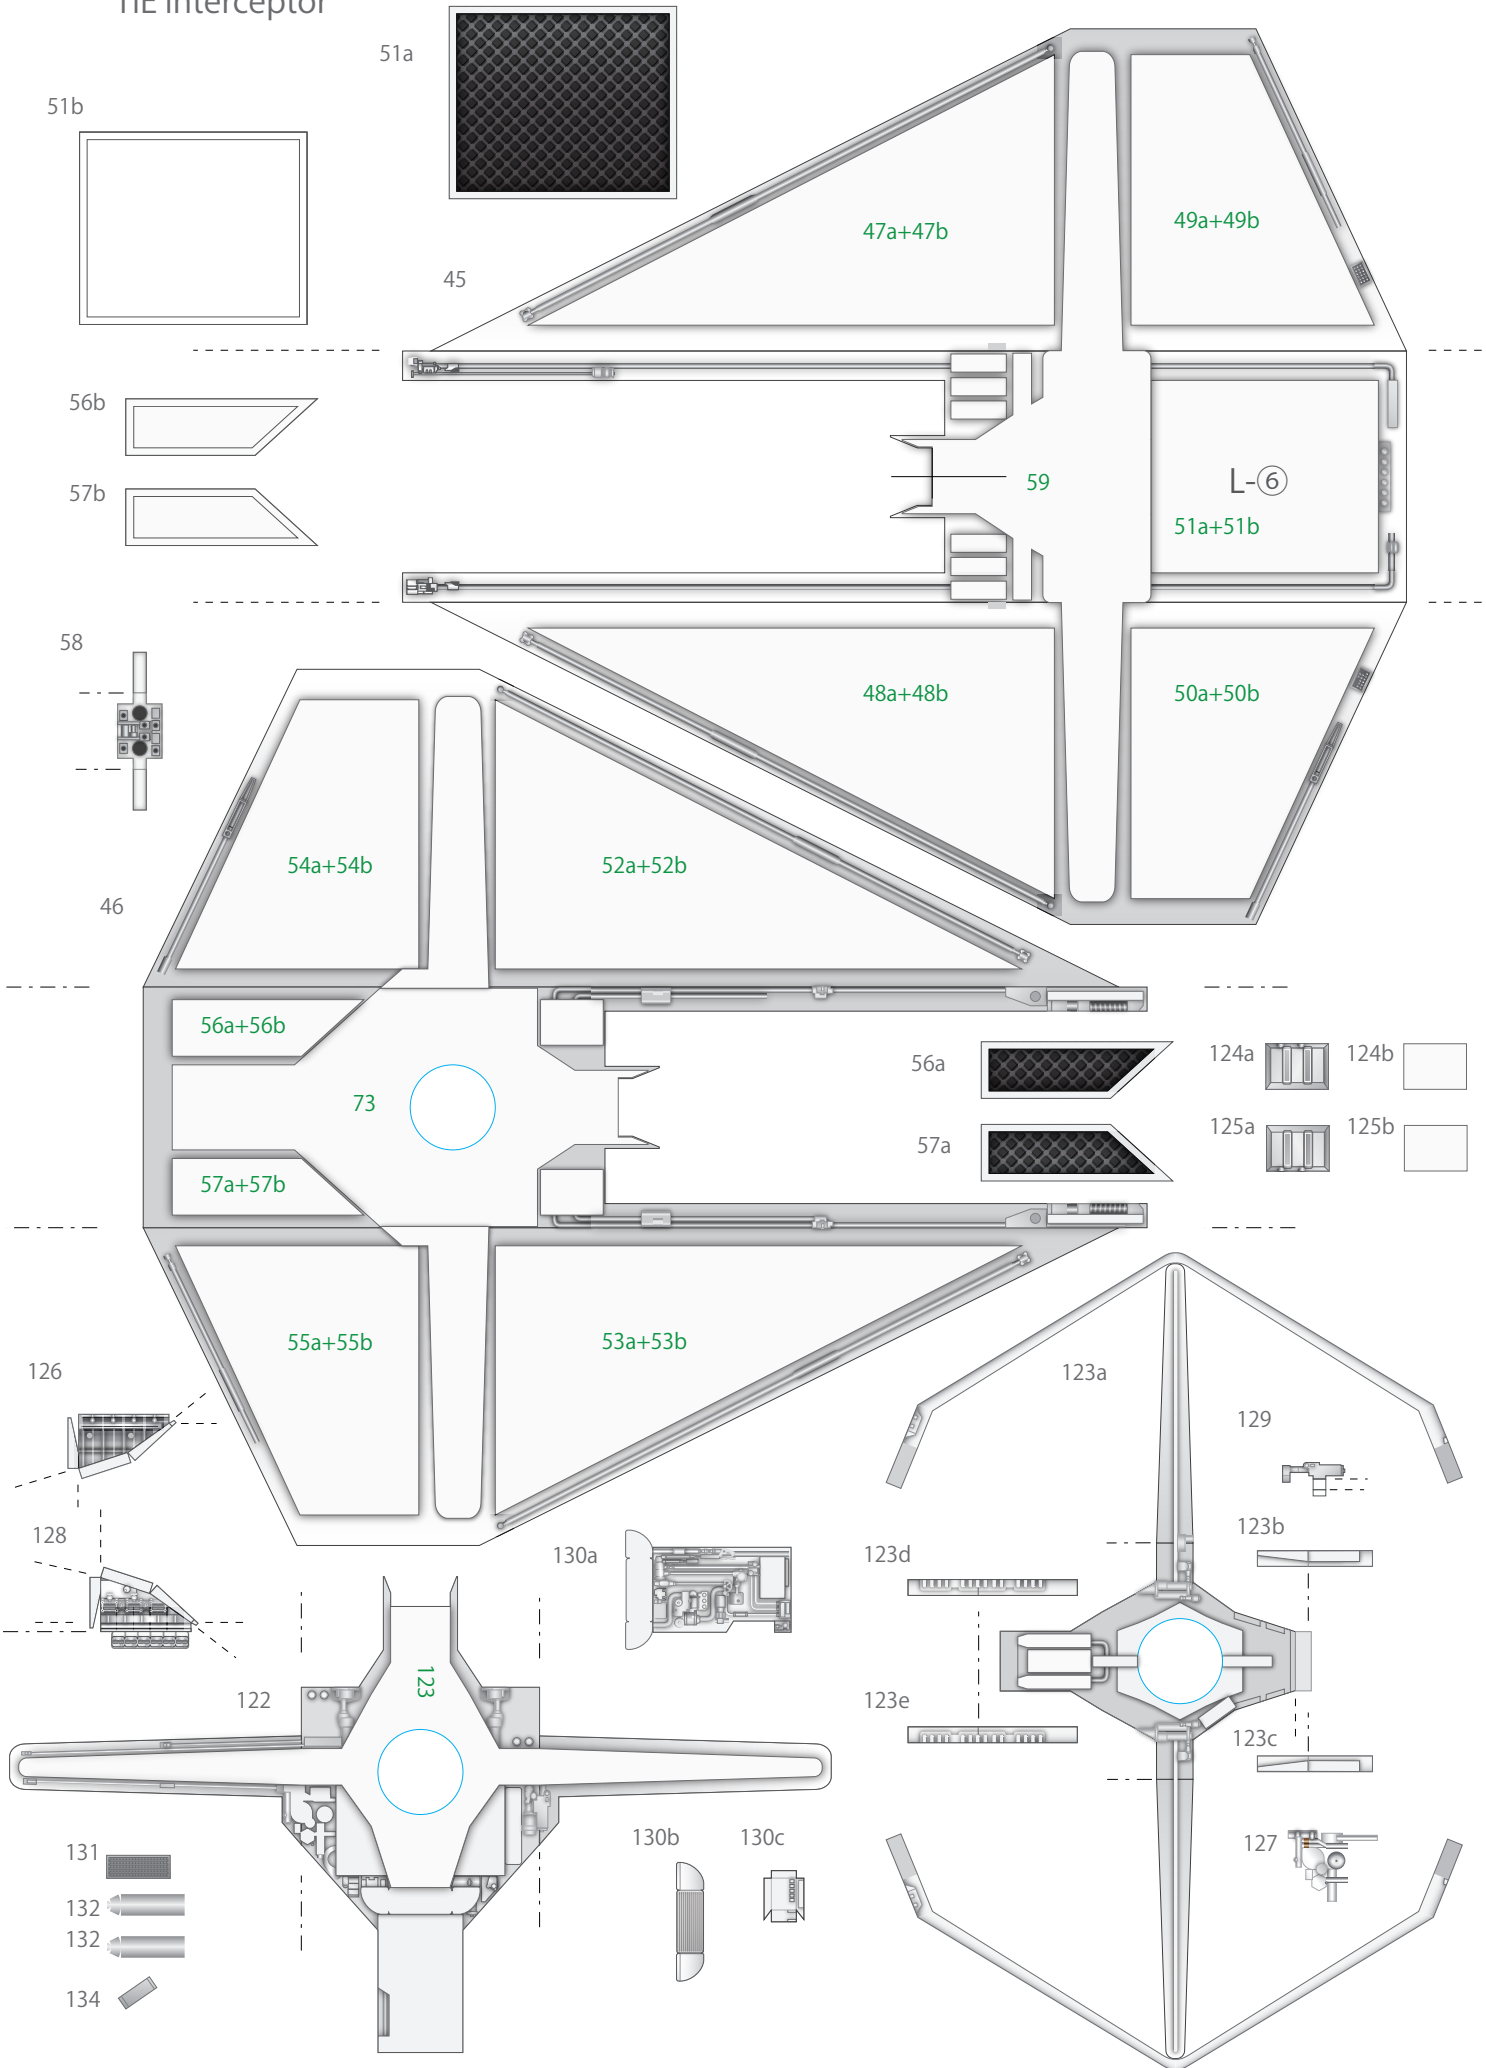 TIE Interceptor
51a
51b
47a+47b
49a+49b
45
56b
57b
59
L-⑥
51a+51b
58
48a+48b
50a+50b
54a+54b
52a+52b
46
56a+56b
73
57a+57b
56a
124a
124b
57a
125a
125b
55a+55b
53a+53b
126
123a
129
128
130a
123d
123b
123
122
123e
123c
131
130b
130c
127
132
132
134